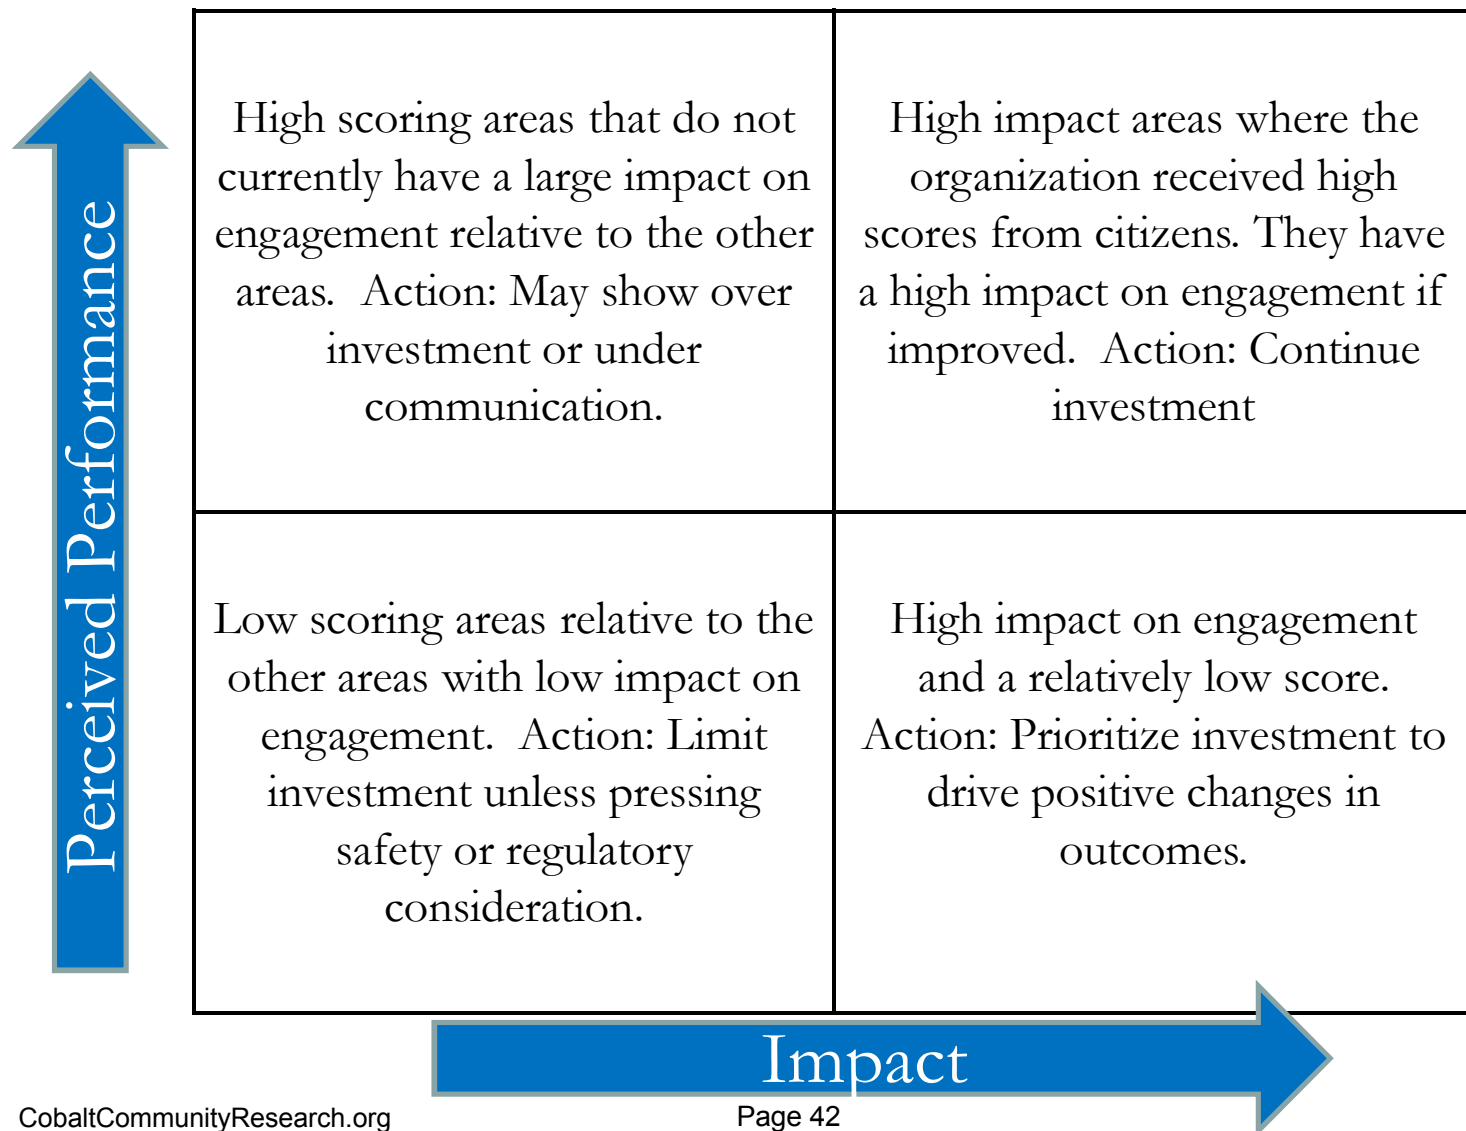 Perceived Performance
High scoring areas that do not
currently have a large impact on
engagement relative to the other
areas.  Action: May show over
investment or under
communication.
High impact areas where the
organization received high
scores from citizens. They have
a high impact on engagement if
improved.  Action: Continue
investment
Low scoring areas relative to the
other areas with low impact on
engagement.  Action: Limit
investment unless pressing
safety or regulatory
consideration.
High impact on engagement
and a relatively low score.
Action: Prioritize investment to
drive positive changes in
outcomes.
Impact
CobaltCommunityResearch.org
Page 42